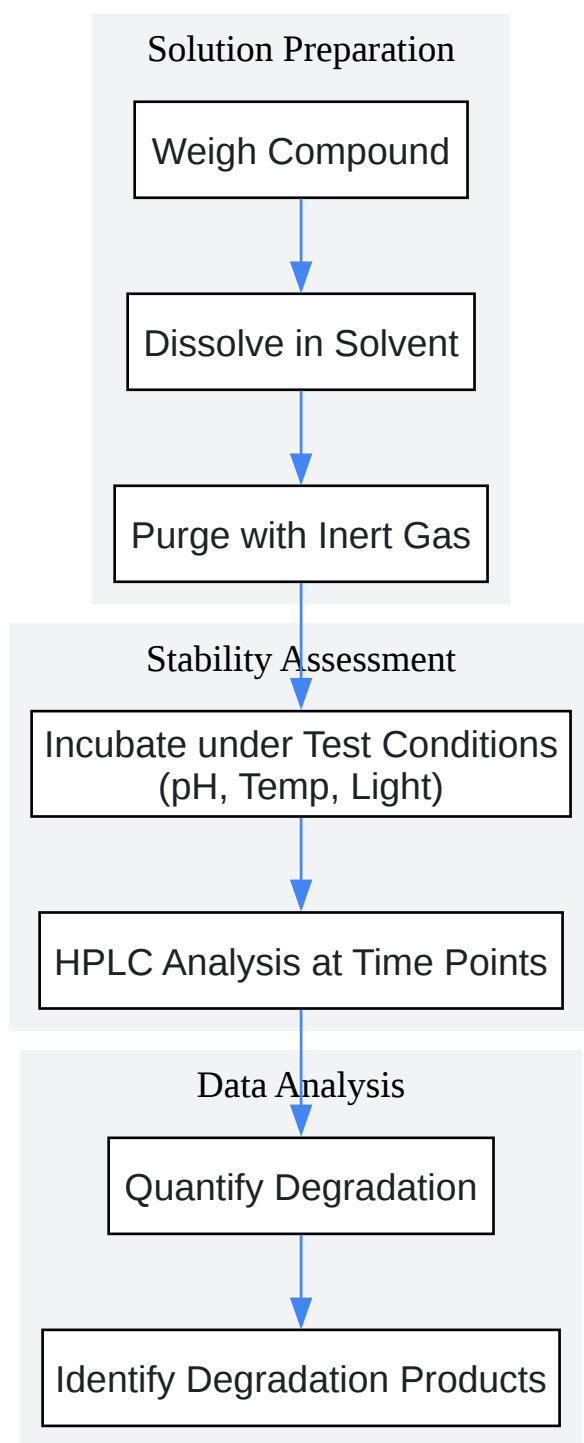 Solution Preparation
Weigh Compound
Dissolve in Solvent
Purge with Inert Gas
Stability Assessment
Incubate under Test Conditions
(pH, Temp, Light)
HPLC Analysis at Time Points
Data Analysis
Quantify Degradation
Identify Degradation Products